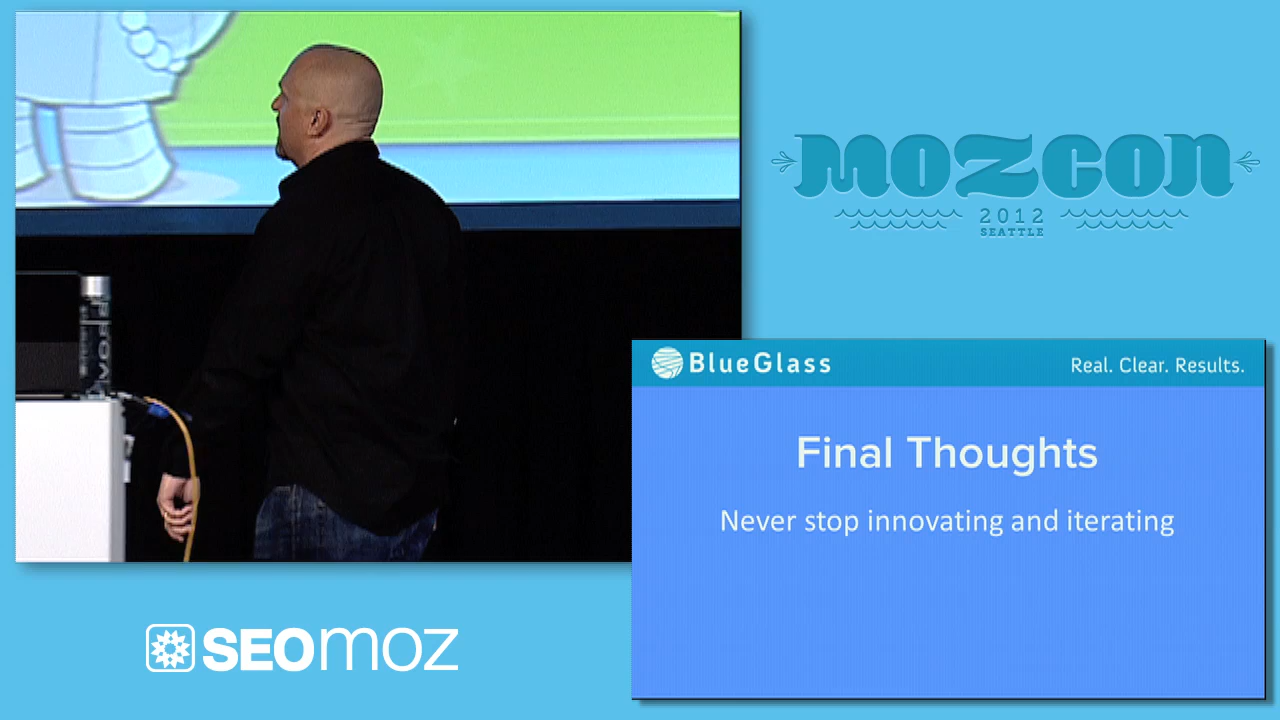 MOZCON
2012
SEATTLE
BlueGlass
Real. Clear. Results.
Final Thoughts
Never stop innovating and iterating
SEOMOZ